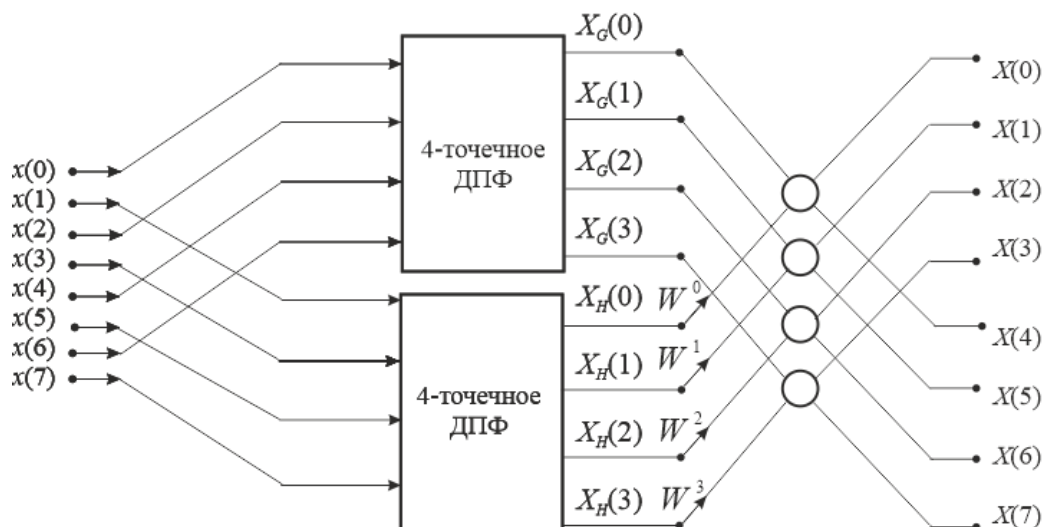 x(0)
x(1)
x(2)
x(3)
x(4)
x(5)
x(6)
x(7)
4-точечное
ДПФ
4-точечное
ДПФ
X_G(0)
X_G(1)
X_G(2)
X_G(3)
X_H(0) W^0
X_H(1) W^1
X_H(2) W^2
X_H(3) W^3
X(0)
X(1)
X(2)
X(3)
X(4)
X(5)
X(6)
X(7)